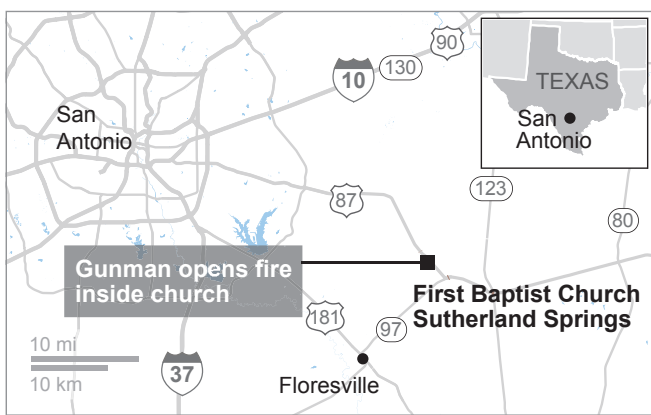 90
130
10
TEXAS
San
Antonio
San
Antonio
123
87
80
Gunman opens fire
inside church
First Baptist Church
Sutherland Springs
181
97
10 mi
10 km
37
Floresville